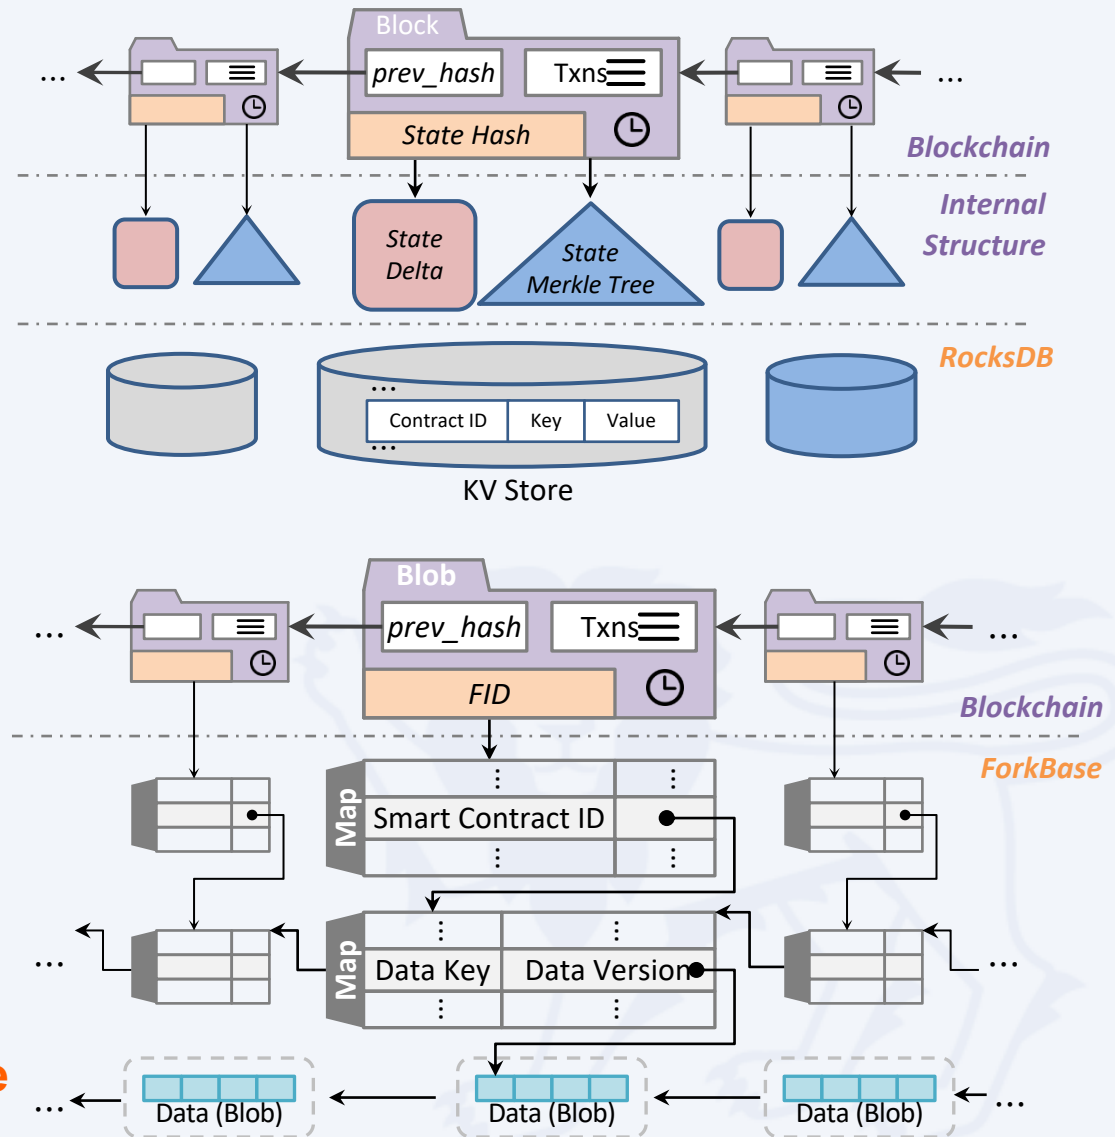 Block
...
prev_hash
Txns
...
State Hash
Blockchain
Internal
Structure
State
Delta
State
Merkle Tree
RocksDB
...
Contract ID Key Value
...
KV Store
Blob
...
prev_hash
Txns
...
FID
Blockchain
ForkBase
Map
⋮ ⋮
Smart Contract ID
⋮ ⋮
Map
⋮ ⋮
...
Data Key Data Version
...
⋮ ⋮
e
...
Data (Blob)
Data (Blob)
Data (Blob)
...